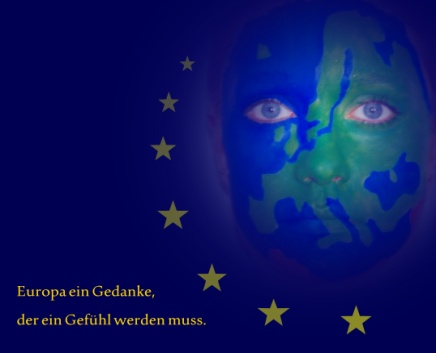 Europa ein Gedanke,
der ein Gefühl werden muss.